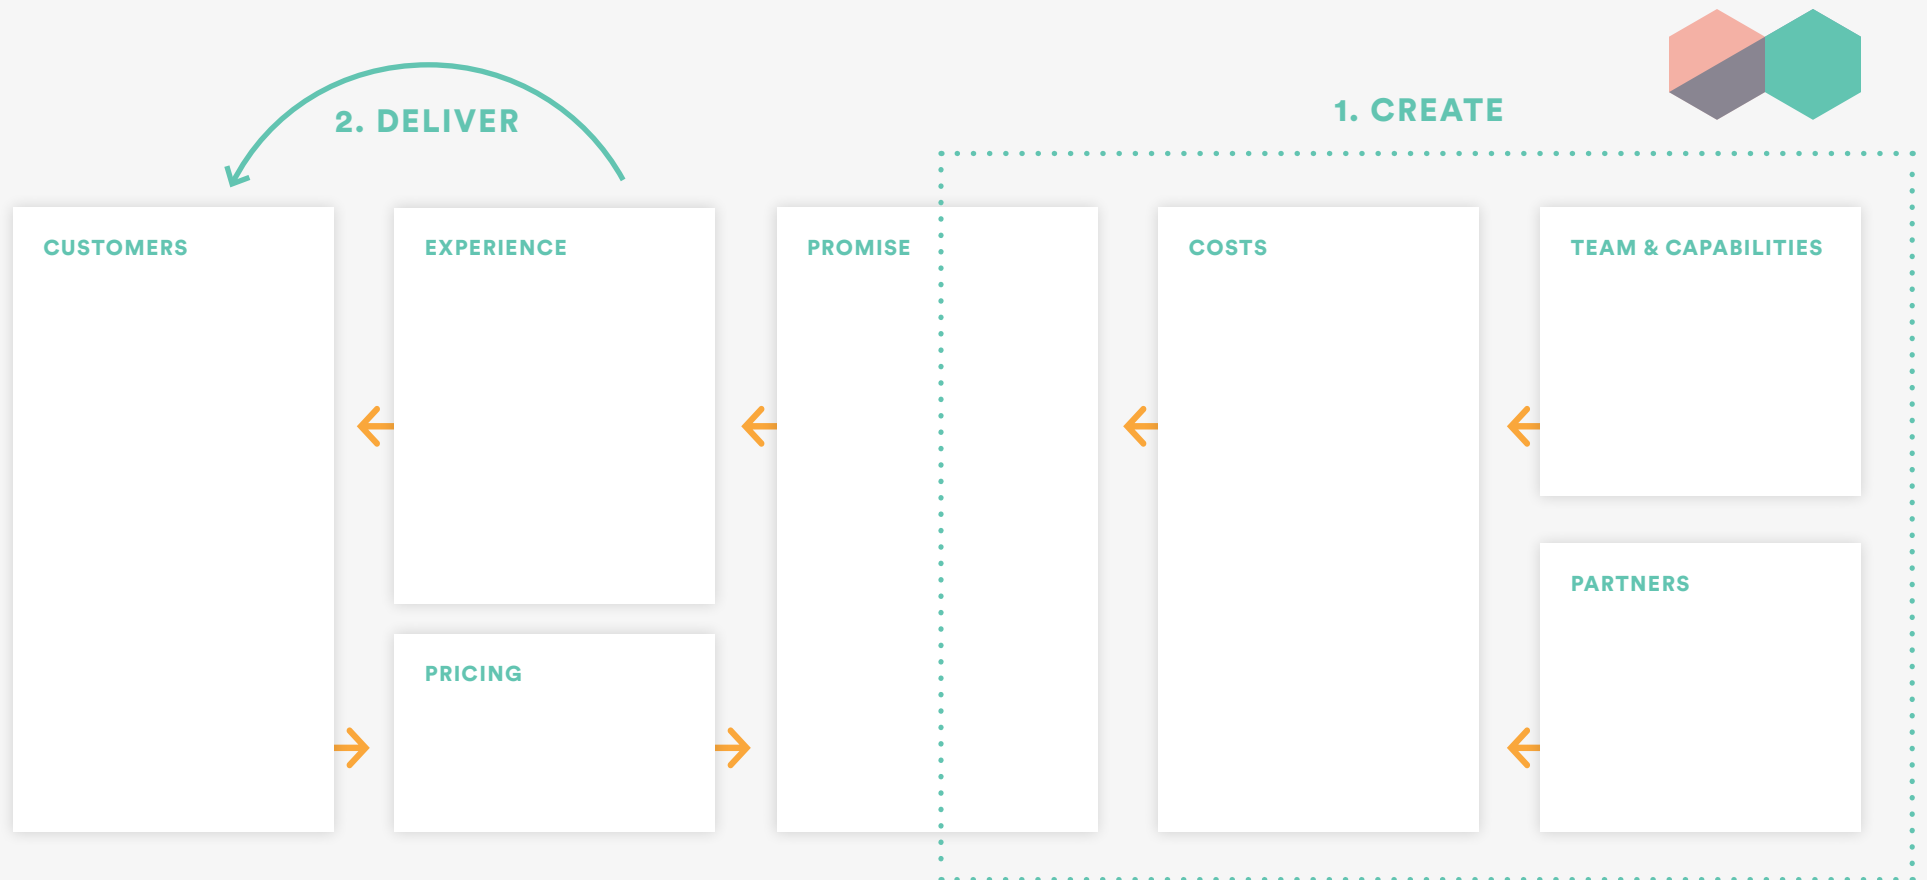 2. DELIVER
1. CREATE
CUSTOMERS
EXPERIENCE
PROMISE
COSTS
TEAM & CAPABILITIES
PARTNERS
PRICING